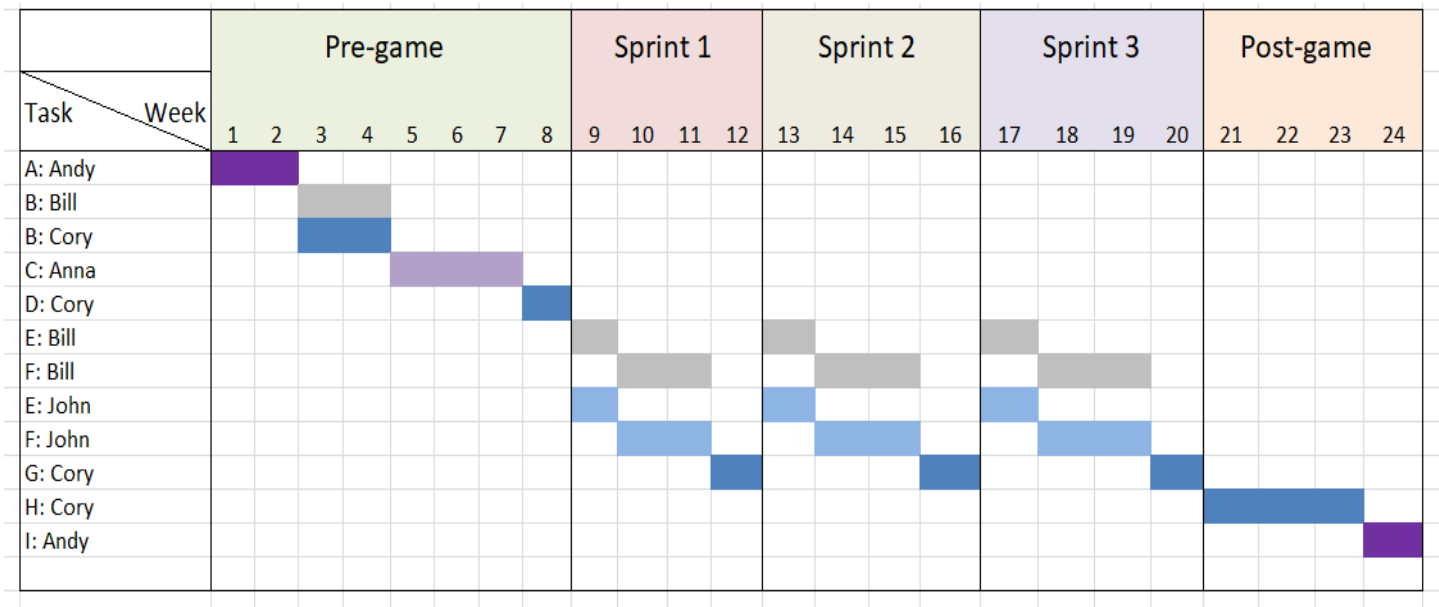 Pre-game Sprint 1 Sprint 2 Sprint 3 Post-game
Task Week
1 2 3 4 5 6 7 8 9 10 11 12 13 14 15 16 17 18 19 20 21 22 23 24
A: Andy
B: Bill
B: Cory
C: Anna
D: Cory
E: Bill
F: Bill
E: John
F: John
G: Cory
H: Cory
I: Andy